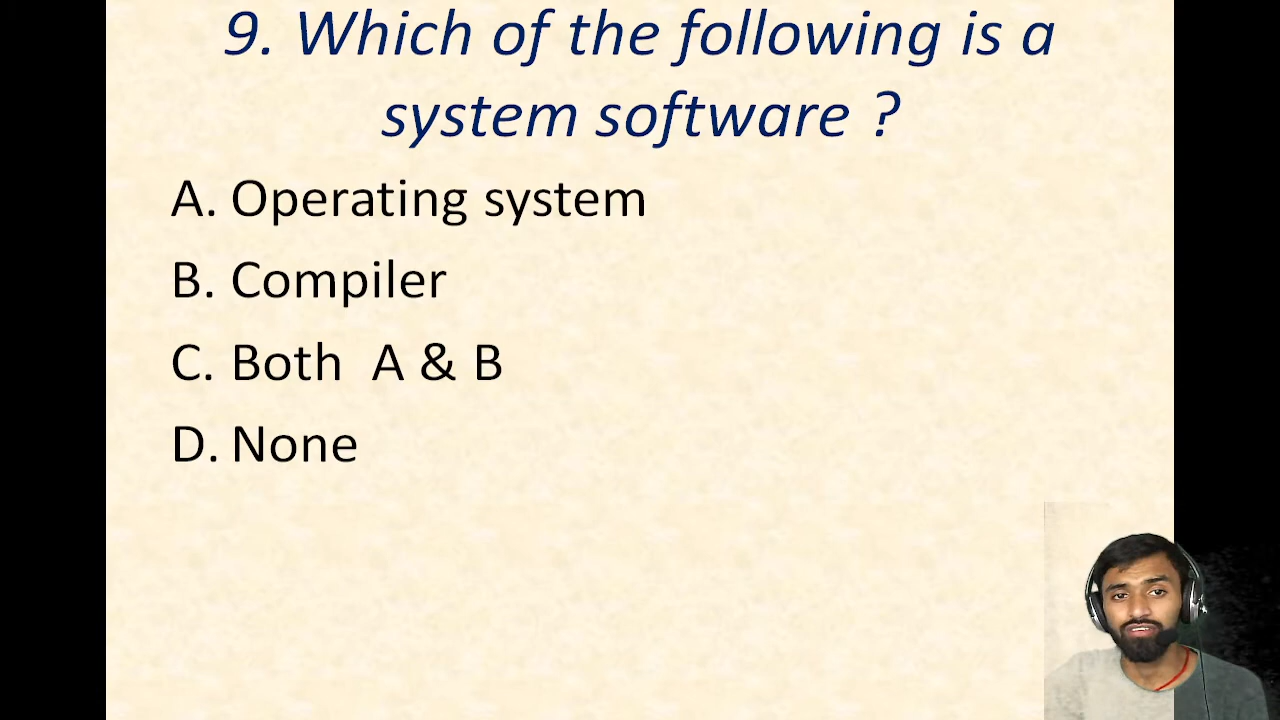 9. Which of the following is a
system software ?
A. Operating system
B. Compiler
C. Both A & B
D. None